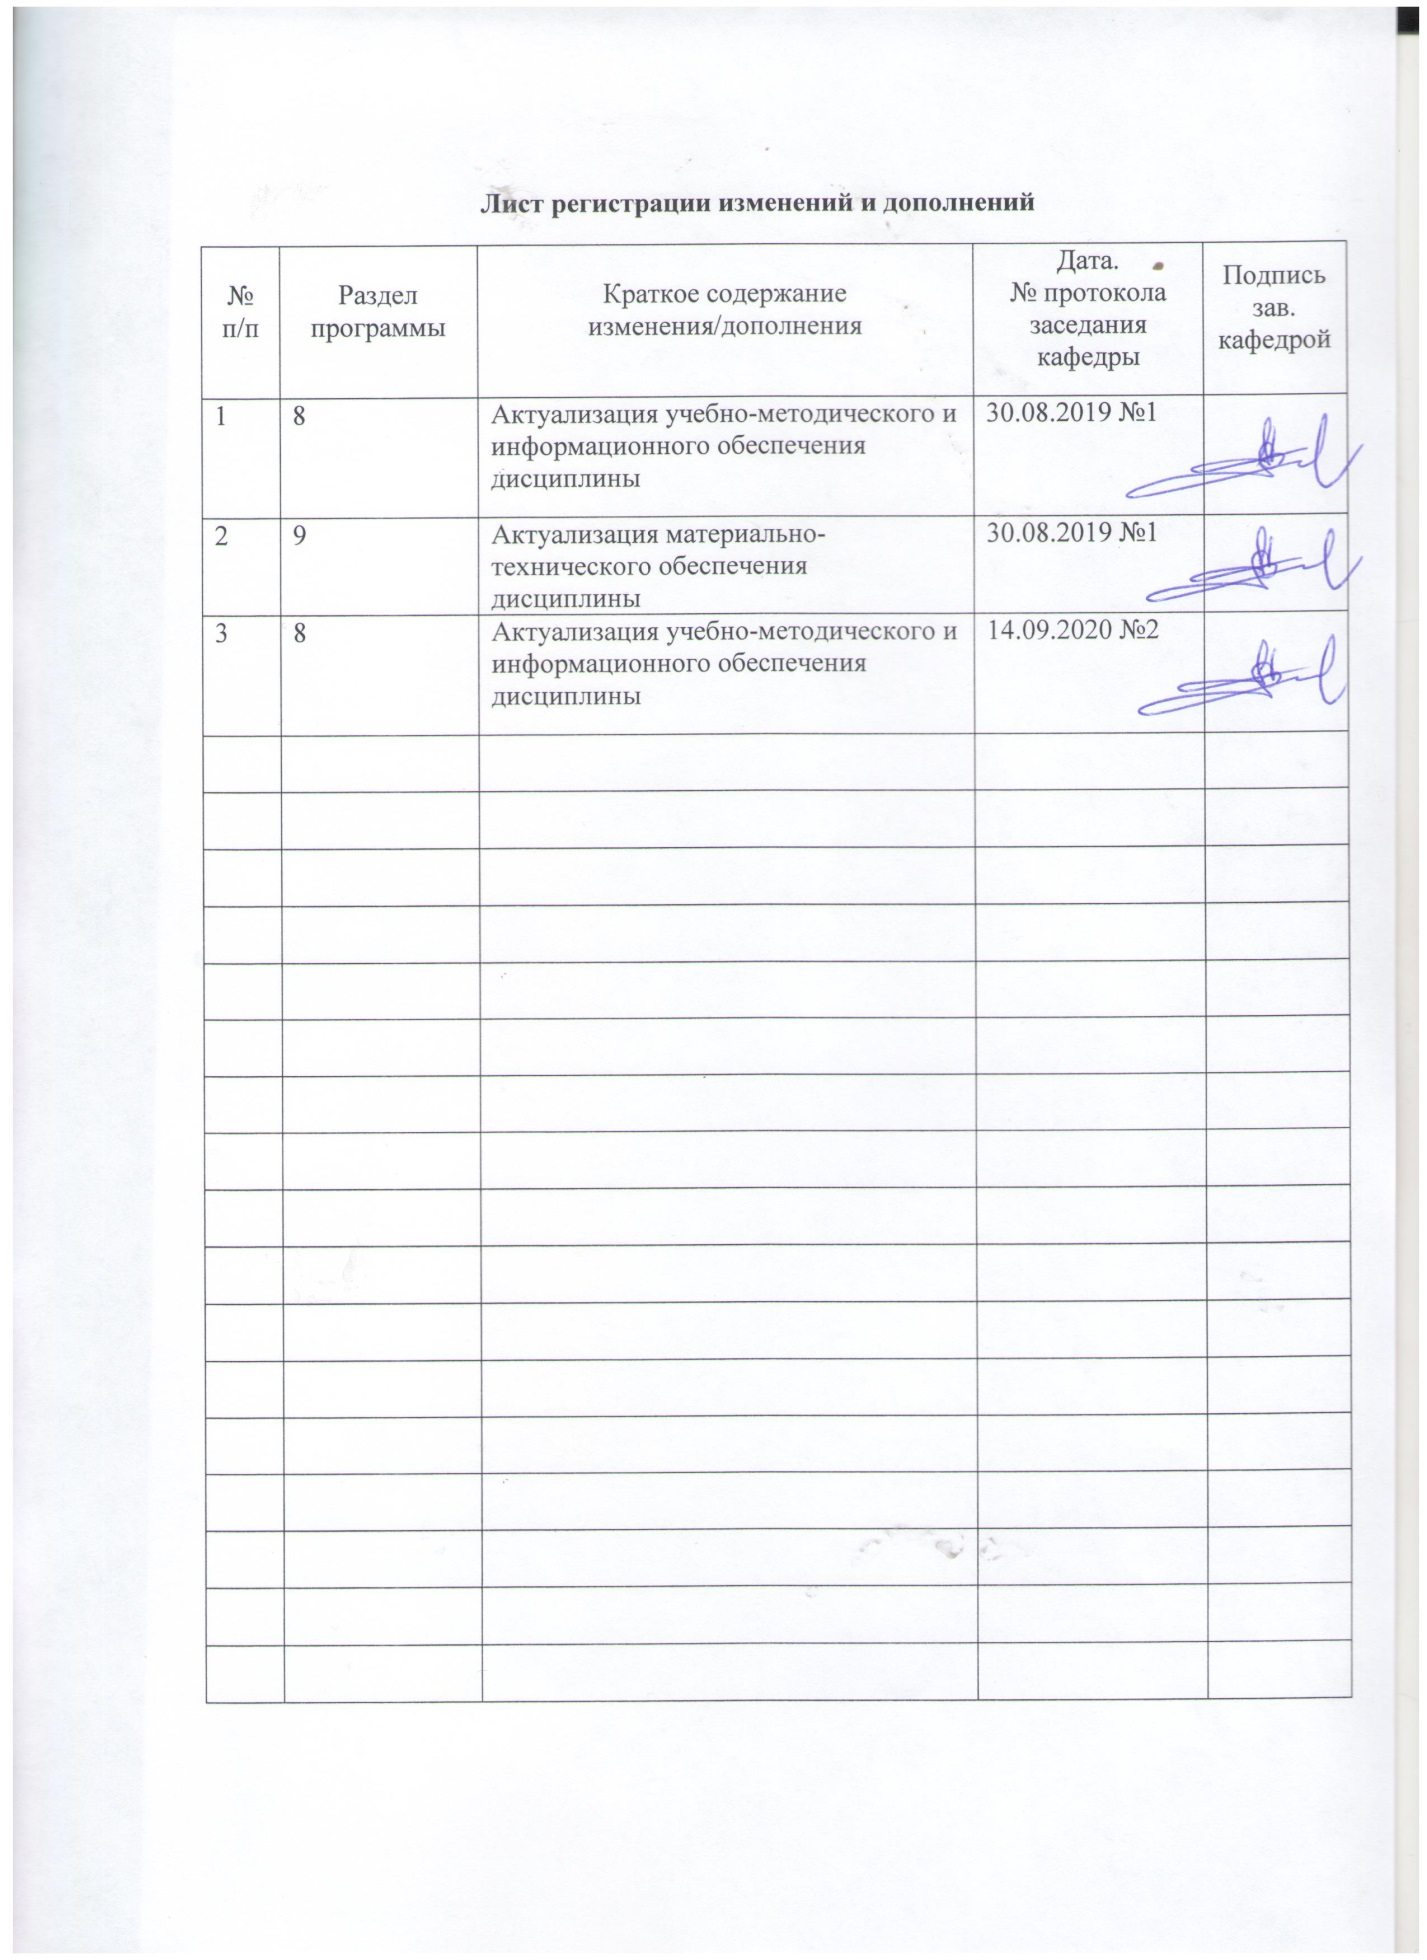 Лист регистрации изменений и дополнений
№
п/п
Раздел
программы
Краткое содержание
изменения/дополнения
Дата.
№ протокола
заседания
кафедры
Подпись
зав.
кафедрой
1
8
Актуализация учебно-методического и
информационного обеспечения
дисциплины
30.08.2019 №1
2
9
Актуализация материально-
технического обеспечения
дисциплины
30.08.2019 №1
3
8
Актуализация учебно-методического и
информационного обеспечения
дисциплины
14.09.2020 №2